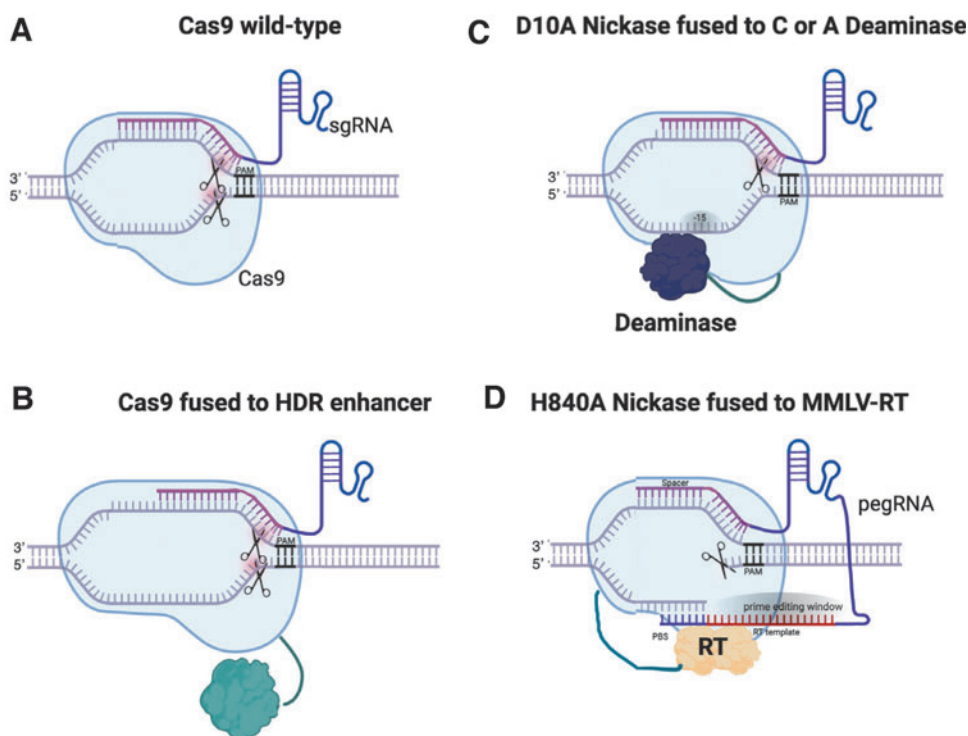 A
Cas9 wild-type
sgRNA
PAM
3'
5'
Cas9
C
D10A Nickase fused to C or A Deaminase
3'
5'
PAM
-15
Deaminase
B
Cas9 fused to HDR enhancer
PAM
3'
5'
D
H840A Nickase fused to MMLV-RT
Spacer
pegRNA
3'
5'
PAM
prime editing window
PBS
RT template
RT